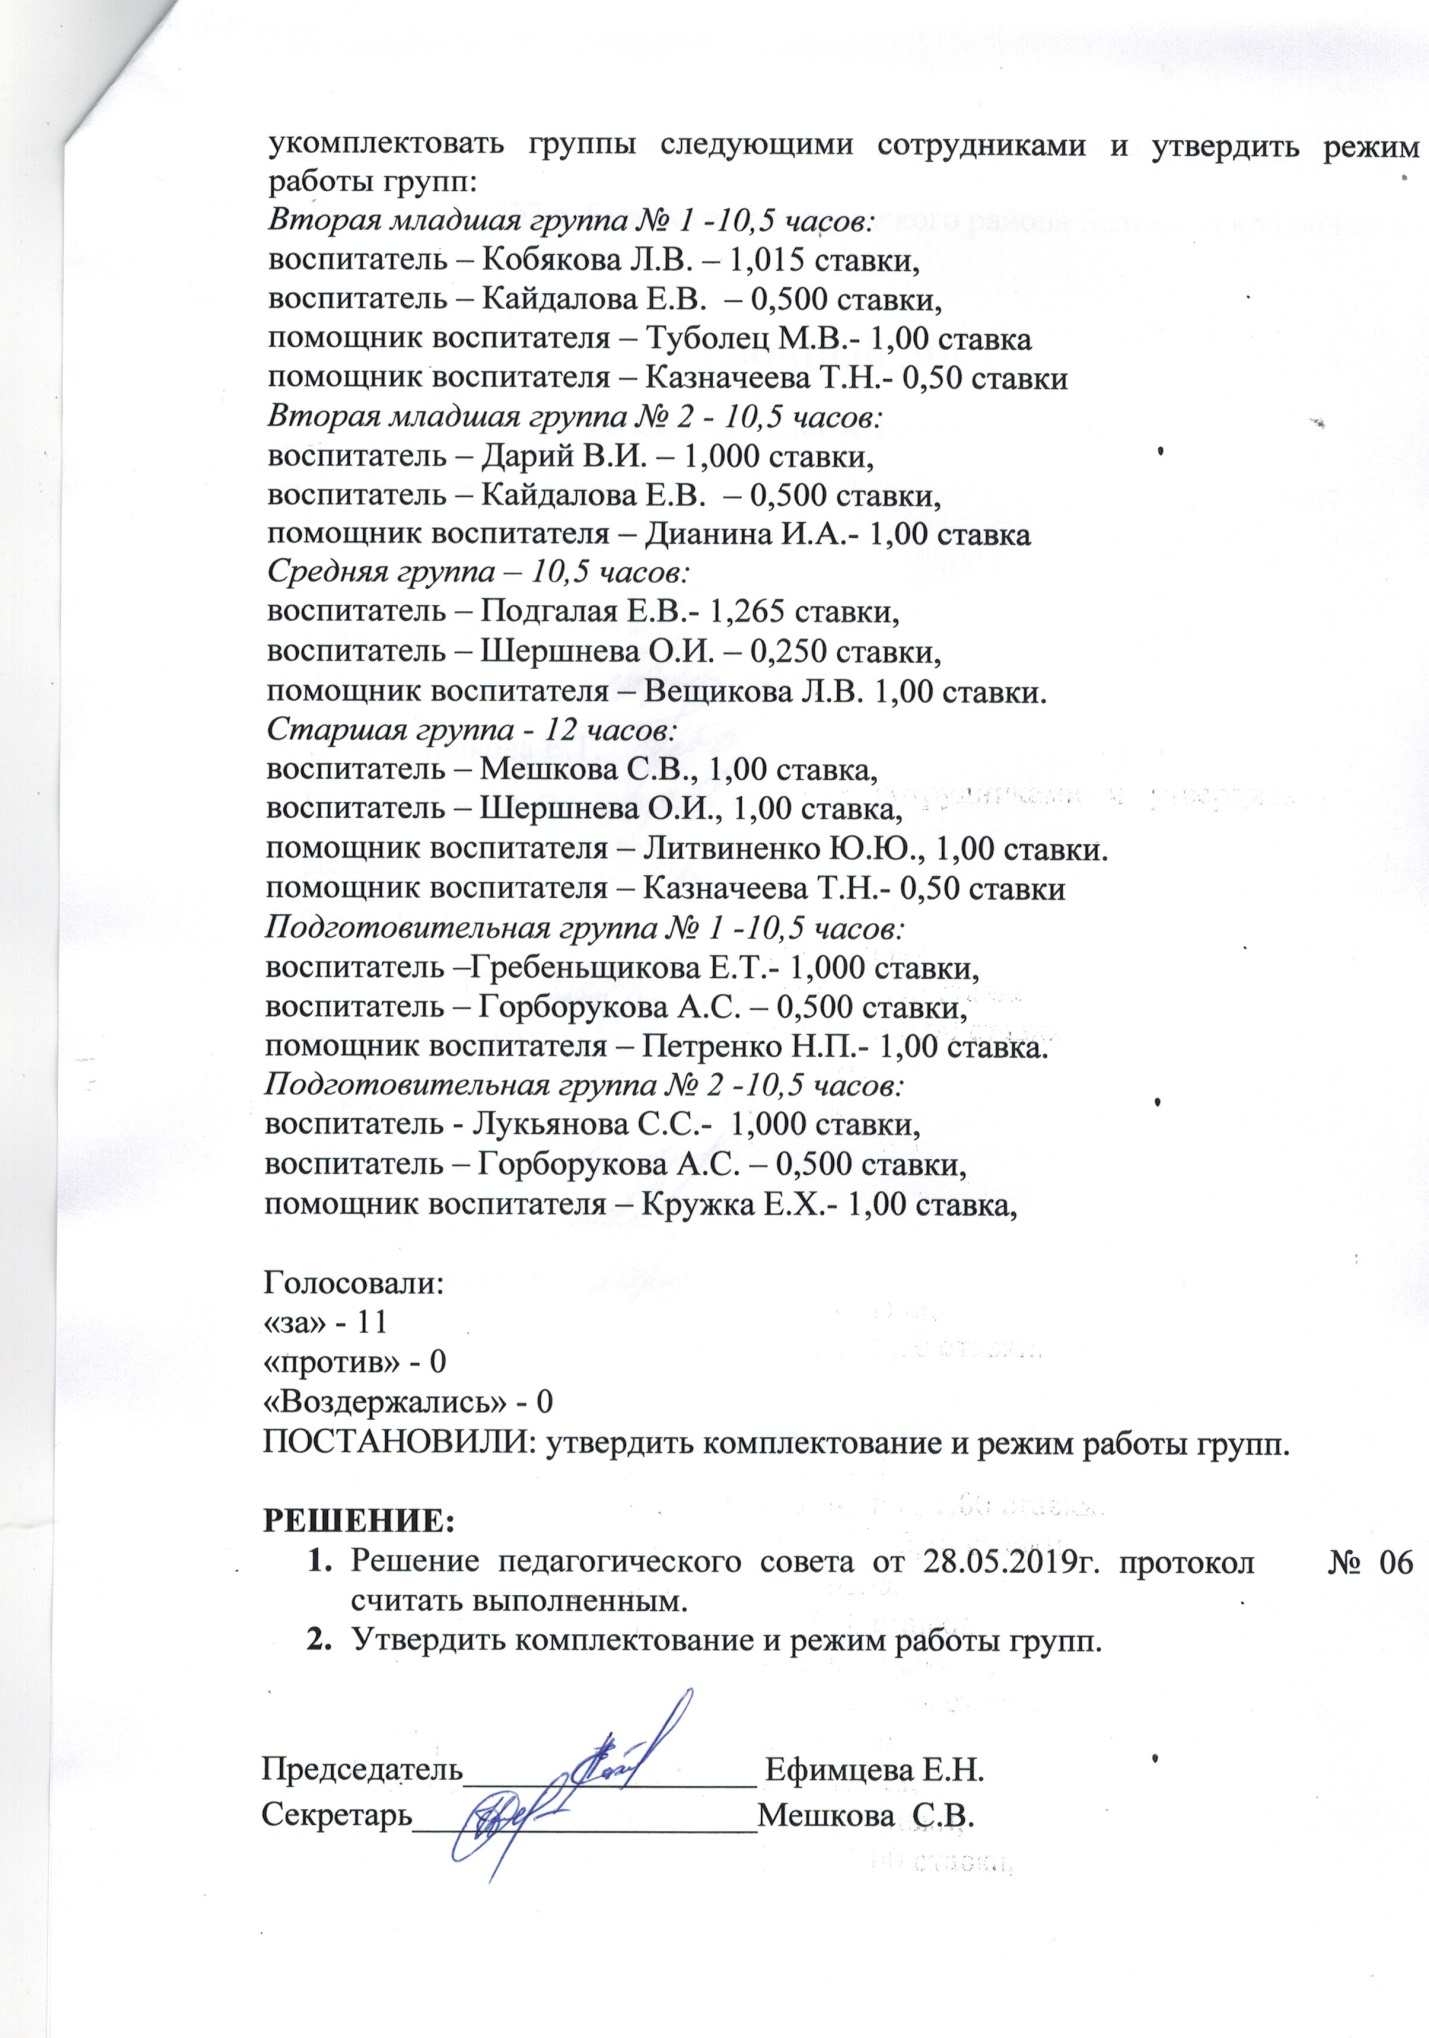 укомплектовать группы следующими сотрудниками и утвердить режим
работы групп:
Вторая младшая группа № 1 -10,5 часов:
воспитатель – Кобякова Л.В. – 1,015 ставки,
воспитатель – Кайдалова Е.В. – 0,500 ставки,
помощник воспитателя – Туболец М.В.- 1,00 ставка
помощник воспитателя – Казначеева Т.Н.- 0,50 ставки
Вторая младшая группа № 2 - 10,5 часов:
воспитатель – Дарий В.И. – 1,000 ставки,
воспитатель – Кайдалова Е.В. – 0,500 ставки,
помощник воспитателя – Дианина И.А.- 1,00 ставка
Средняя группа – 10,5 часов:
воспитатель – Подгалая Е.В.- 1,265 ставки,
воспитатель – Шершнева О.И. – 0,250 ставки,
помощник воспитателя – Вещикова Л.В. 1,00 ставки.
Старшая группа - 12 часов:
воспитатель – Мешкова С.В., 1,00 ставка,
воспитатель – Шершнева О.И., 1,00 ставка,
помощник воспитателя – Литвиненко Ю.Ю., 1,00 ставки.
помощник воспитателя – Казначеева Т.Н.- 0,50 ставки
Подготовительная группа № 1 -10,5 часов:
воспитатель –Гребеньщикова Е.Т.- 1,000 ставки,
воспитатель – Горборукова А.С. – 0,500 ставки,
помощник воспитателя – Петренко Н.П.- 1,00 ставка.
Подготовительная группа № 2 -10,5 часов:
воспитатель - Лукьянова С.С.- 1,000 ставки,
воспитатель – Горборукова А.С. – 0,500 ставки,
помощник воспитателя – Кружка Е.Х.- 1,00 ставка,
Голосовали:
«за» - 11
«против» - 0
«Воздержались» - 0
ПОСТАНОВИЛИ: утвердить комплектование и режим работы групп.
РЕШЕНИЕ:
1. Решение педагогического совета от 28.05.2019г. протокол № 06
считать выполненным.
2. Утвердить комплектование и режим работы групп.
Председатель_________________ Ефимцева Е.Н.
Секретарь____________________Мешкова С.В.